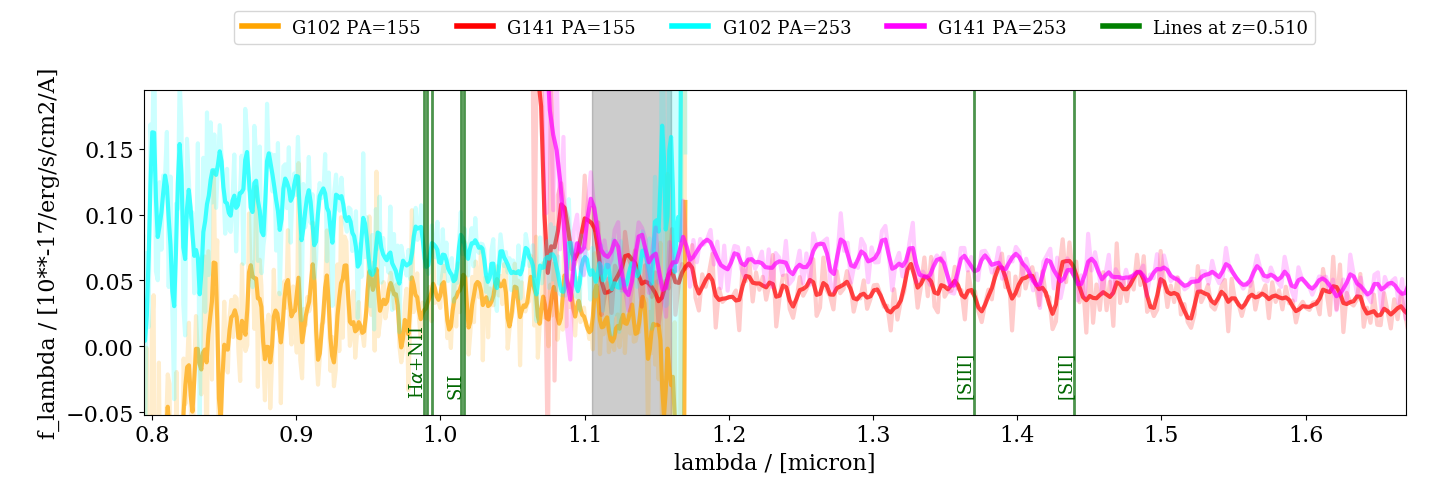 G102 PA=155 G141 PA=155 G102 PA=253 G141 PA=253 Lines at z=0.510
f_lambda / [10**-17/erg/s/cm2/A]
0.15
0.10
0.05
0.00
−0.05
Hα+NII
SII
[SIII]
[SIII]
0.8 0.9 1.0 1.1 1.2 1.3 1.4 1.5 1.6
lambda / [micron]